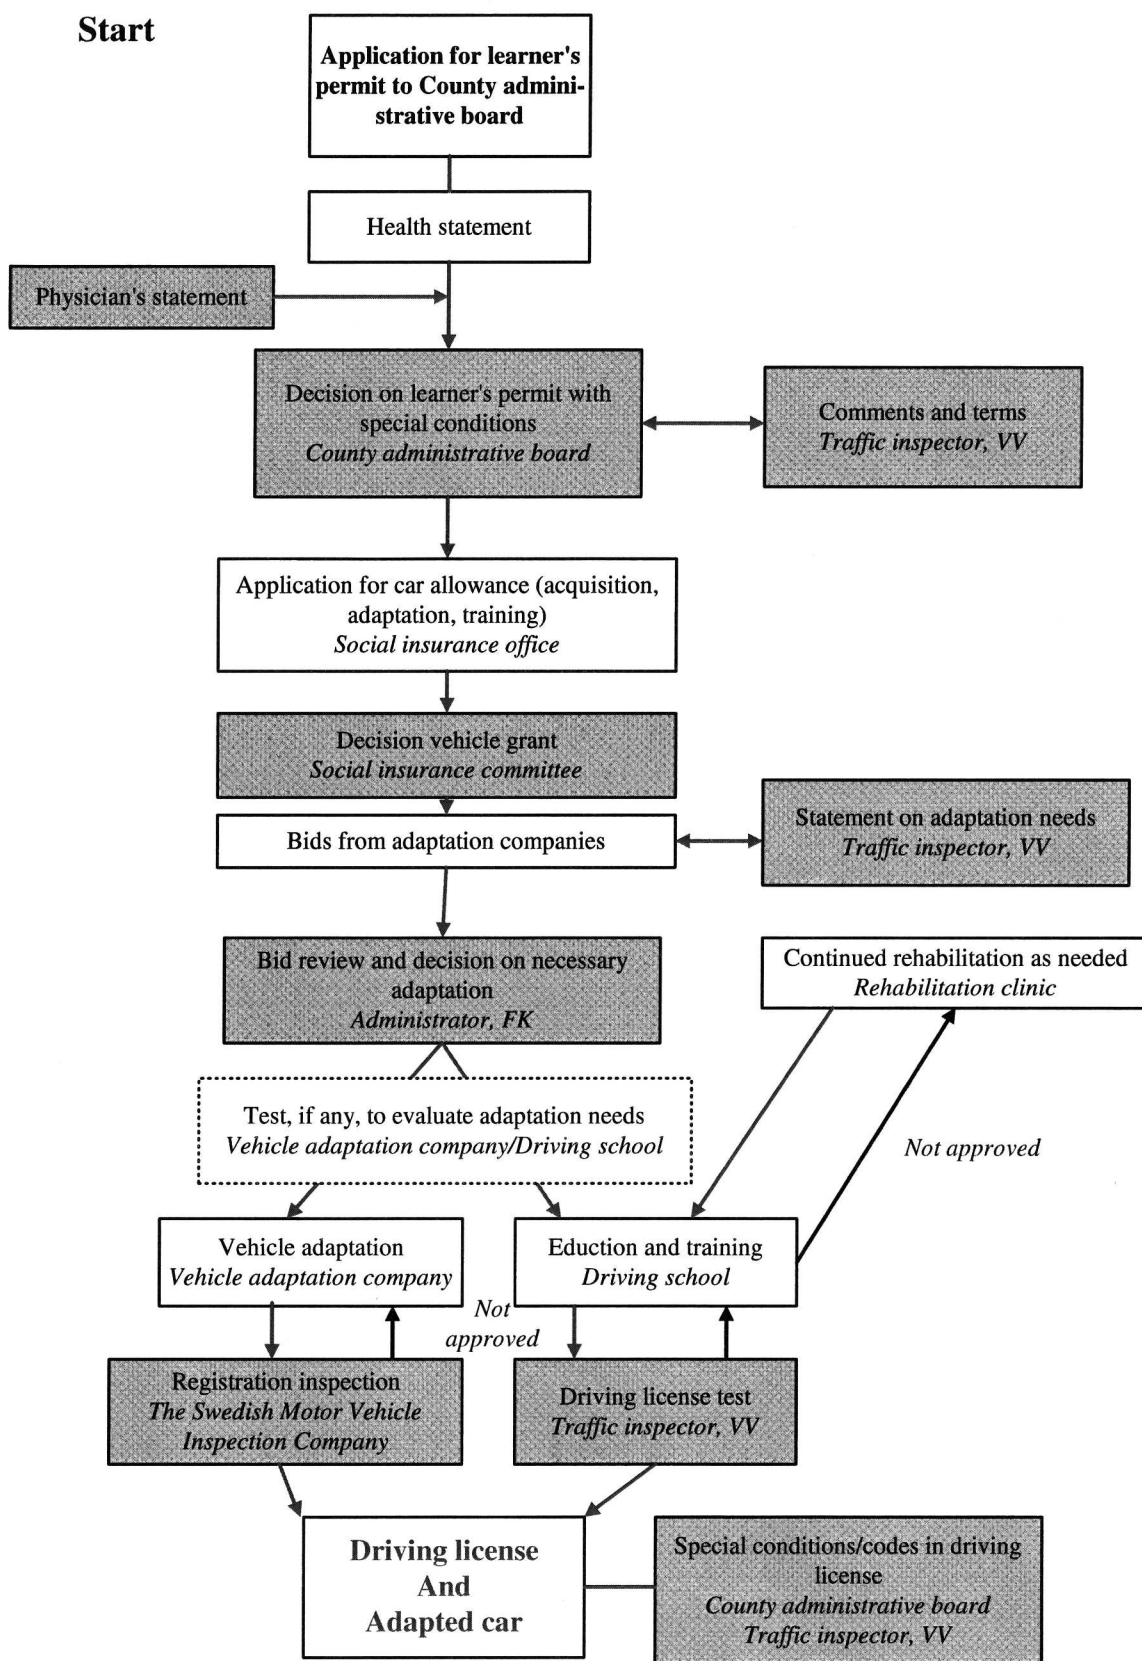 Start
Application for learner's
permit to County admini-
strative board
Health statement
Physician's statement
Decision on learner's permit with
special conditions
County administrative board
Comments and terms
Traffic inspector, VV
Application for car allowance (acquisition,
adaptation, training)
Social insurance office
Decision vehicle grant
Social insurance committee
Bids from adaptation companies
Statement on adaptation needs
Traffic inspector, VV
Bid review and decision on necessary
adaptation
Administrator, FK
Continued rehabilitation as needed
Rehabilitation clinic
Test, if any, to evaluate adaptation needs
Vehicle adaptation company/Driving school
Not approved
Vehicle adaptation
Vehicle adaptation company
Eduction and training
Driving school
Not
approved
Registration inspection
The Swedish Motor Vehicle
Inspection Company
Driving license test
Traffic inspector, VV
Driving license
And
Adapted car
Special conditions/codes in driving
license
County administrative board
Traffic inspector, VV